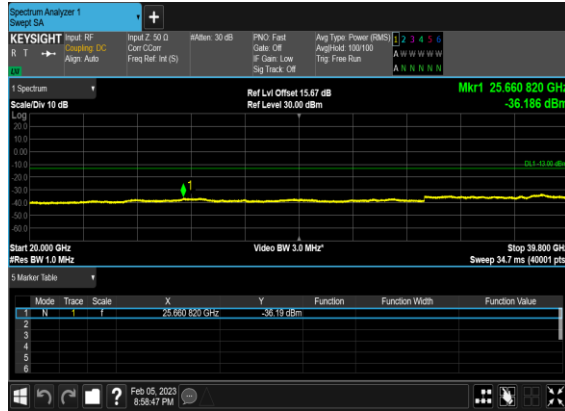 Spectrum Analyzer 1
Swept SA
+
KEYSIGHT Input: RF Input Z: 50 Ω #Atten: 30 dB PNO: Fast Avg Type: Power (RMS) 1 2 3 4 5 6
R T Coupling: DC Corr CCorr Gate: Off Avg|Hold: 100/100 A W W W W W
Align: Auto Freq Ref: Int (S) IF Gain: Low Trig: Free Run
Sig Track: Off A N N N N N
1 Spectrum Ref Lvl Offset 15.67 dB Mkr1 25.660 820 GHz
Scale/Div 10 dB Ref Level 30.00 dBm -36.186 dBm
Log
20.0
10.0
0.00
-10.0 DL1 -13.00 dBm
-20.0
-30.0 1
-40.0
-50.0
-60.0
Start 20.000 GHz Video BW 3.0 MHz* Stop 39.800 GHz
#Res BW 1.0 MHz Sweep 34.7 ms (40001 pts)
5 Marker Table
Mode Trace Scale X Y Function Function Width Function Value
1 N 1 f 25.660 820 GHz -36.19 dBm
2
3
4
5
6
? Feb 05, 2023
8:58:47 PM